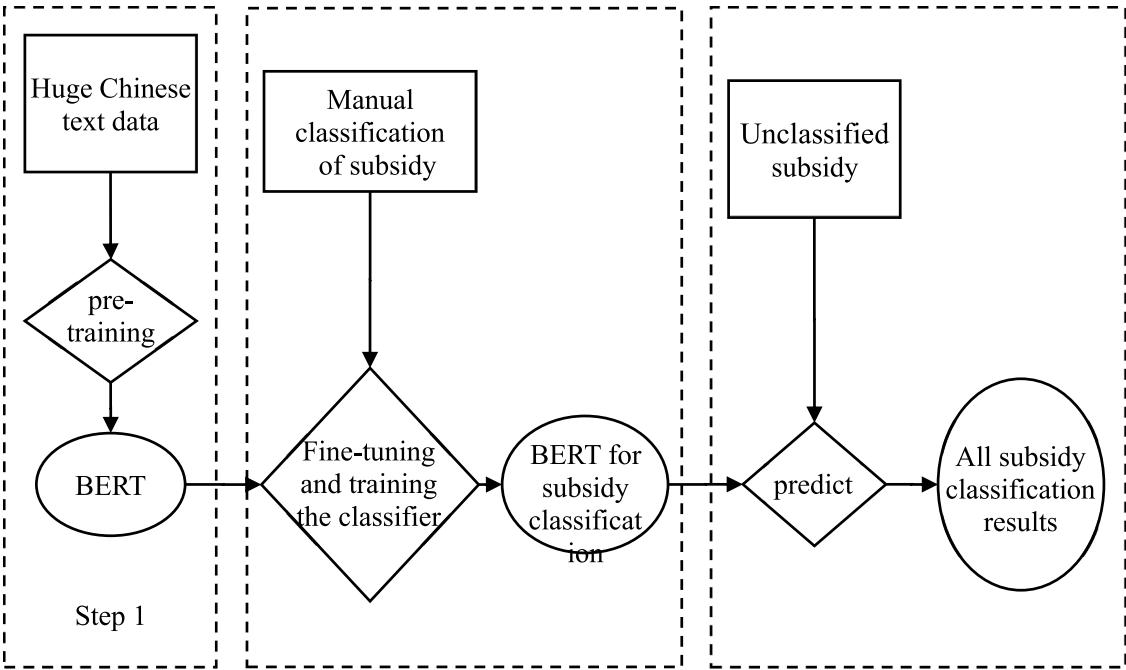 Huge Chinese
text data
pre-
training
BERT
Step 1
Manual
classification
of subsidy
Fine-tuning
and training
the classifier
BERT for
subsidy
classificat
ion
Unclassified
subsidy
predict
All subsidy
classification
results